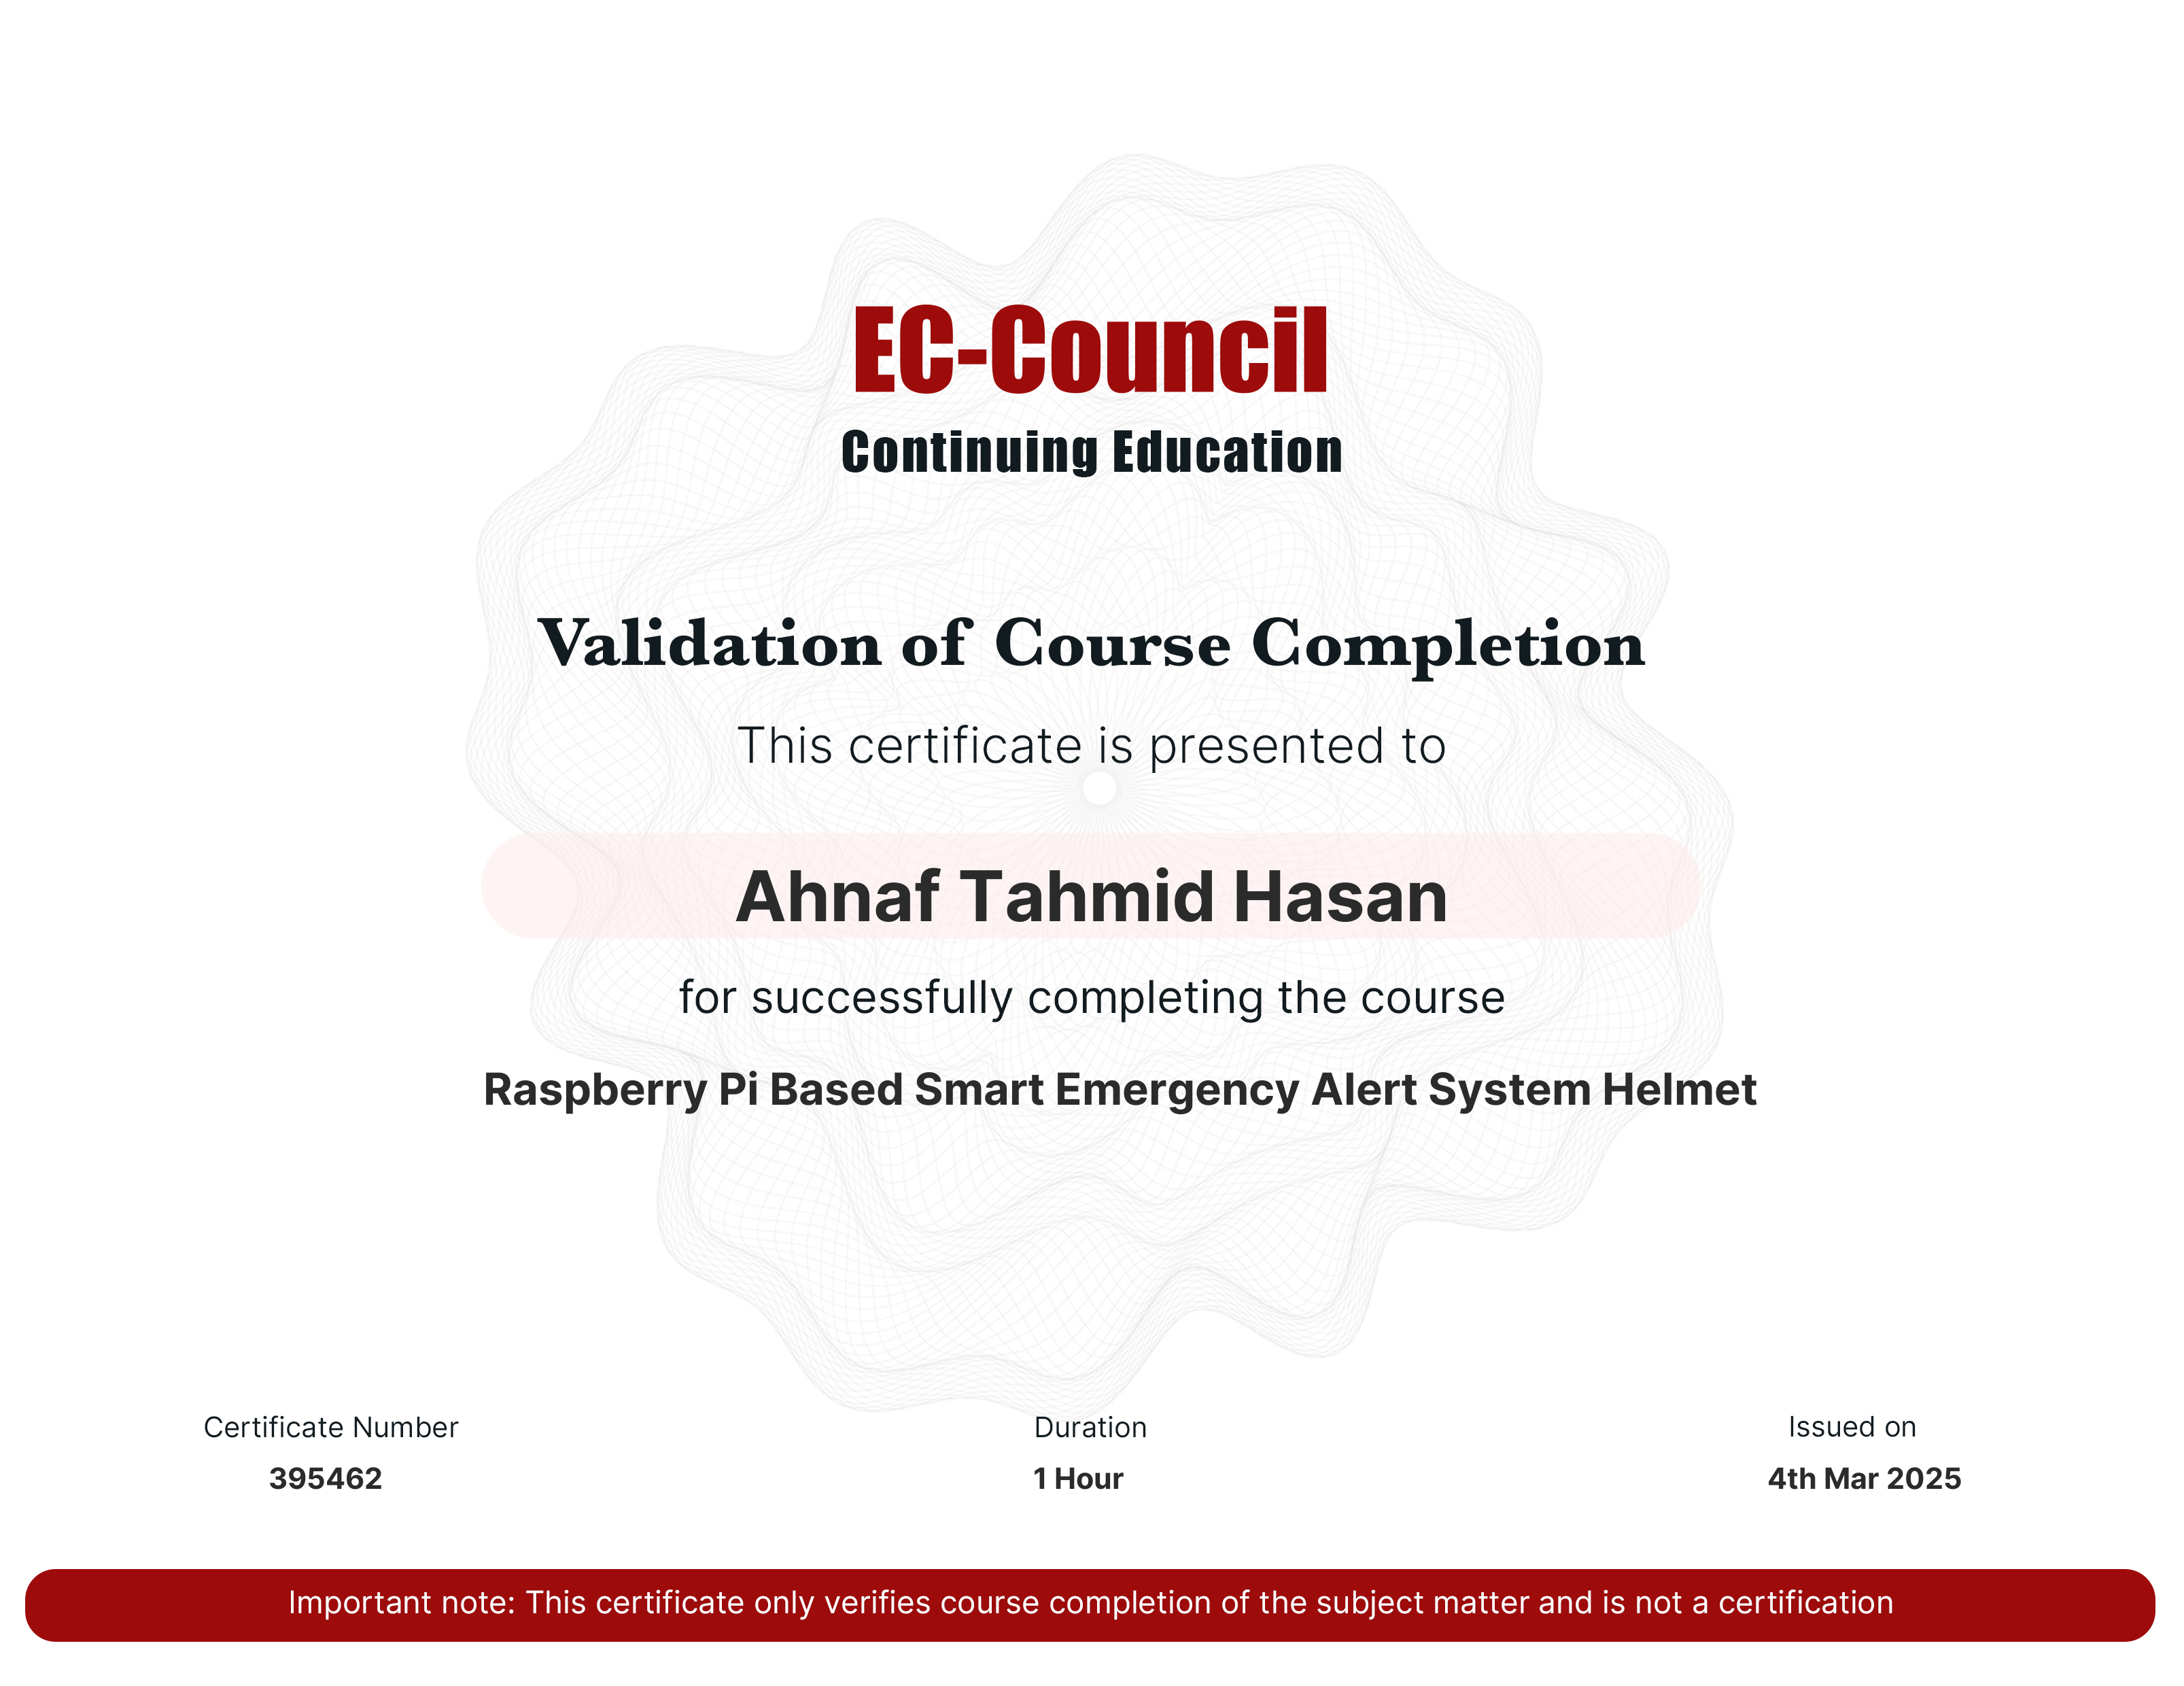 EC-Council
Continuing Education
Validation of Course Completion
This certificate is presented to
Ahnaf Tahmid Hasan
for successfully completing the course
Raspberry Pi Based Smart Emergency Alert System Helmet
Certificate Number
395462
Duration
1 Hour
Issued on
4th Mar 2025
Important note: This certificate only verifies course completion of the subject matter and is not a certification